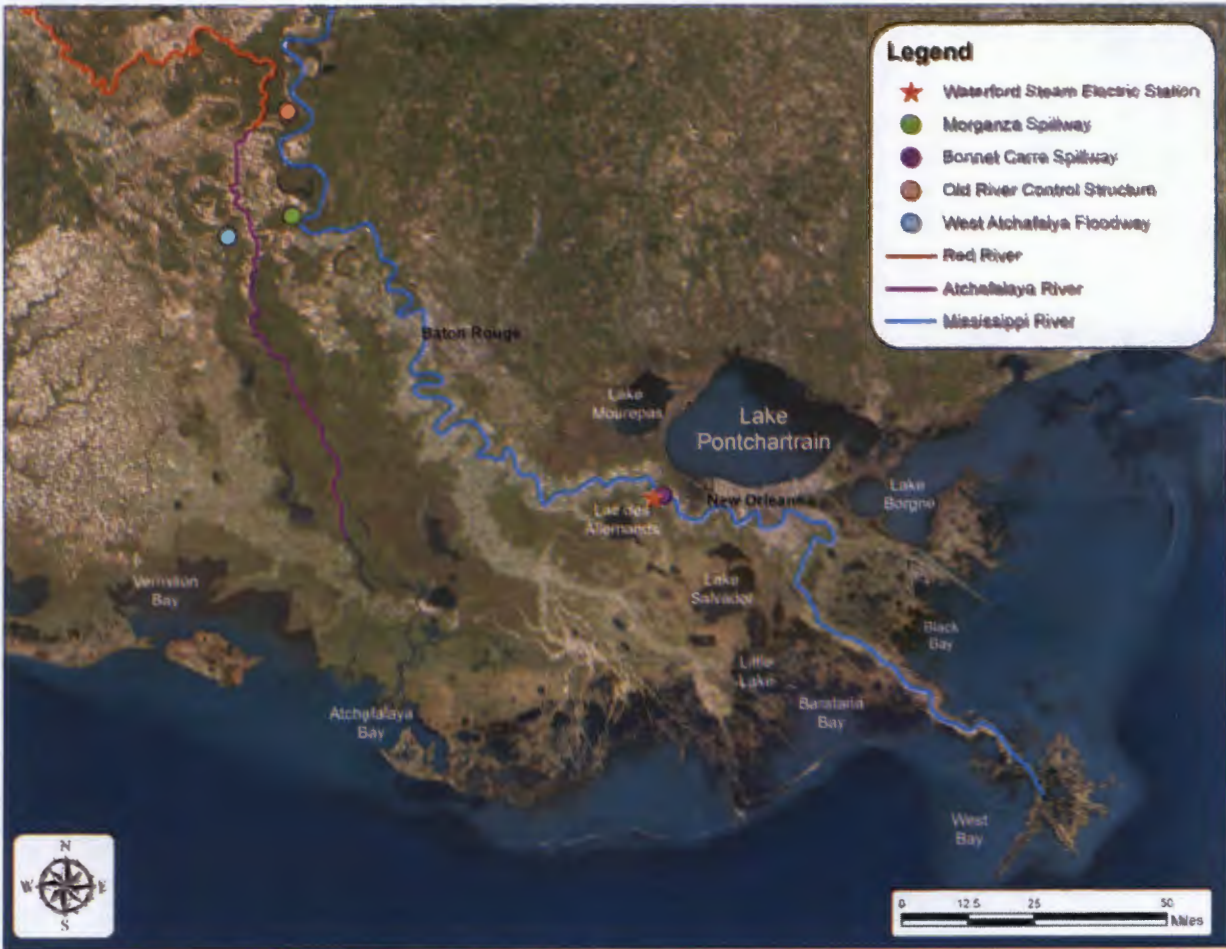 Legend
Waterford Steam Electric Station
Morganza Spillway
Bonnet Carre Spillway
Old River Control Structure
West Atchafalaya Floodway
Red River
Atchafalaya River
Mississippi River
Baton Rouge
Lake
Mourepas
Lake
Pontchartrain
New Orleans
Lake
Borgne
Lac des
Allemands
Vermilion
Bay
Lake
Salvador
Black
Bay
Little
Lake
Barataria
Bay
Atchafalaya
Bay
West
Bay
N
W
E
S
0
12.5
25
50
Miles